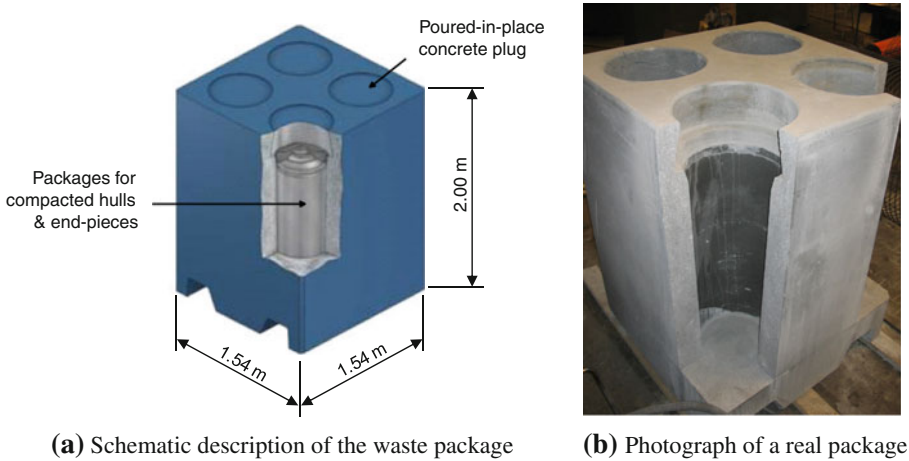 Poured-in-place
concrete plug
Packages for
compacted hulls
& end-pieces
2.00 m
1.54 m
1.54 m
(a) Schematic description of the waste package
(b) Photograph of a real package